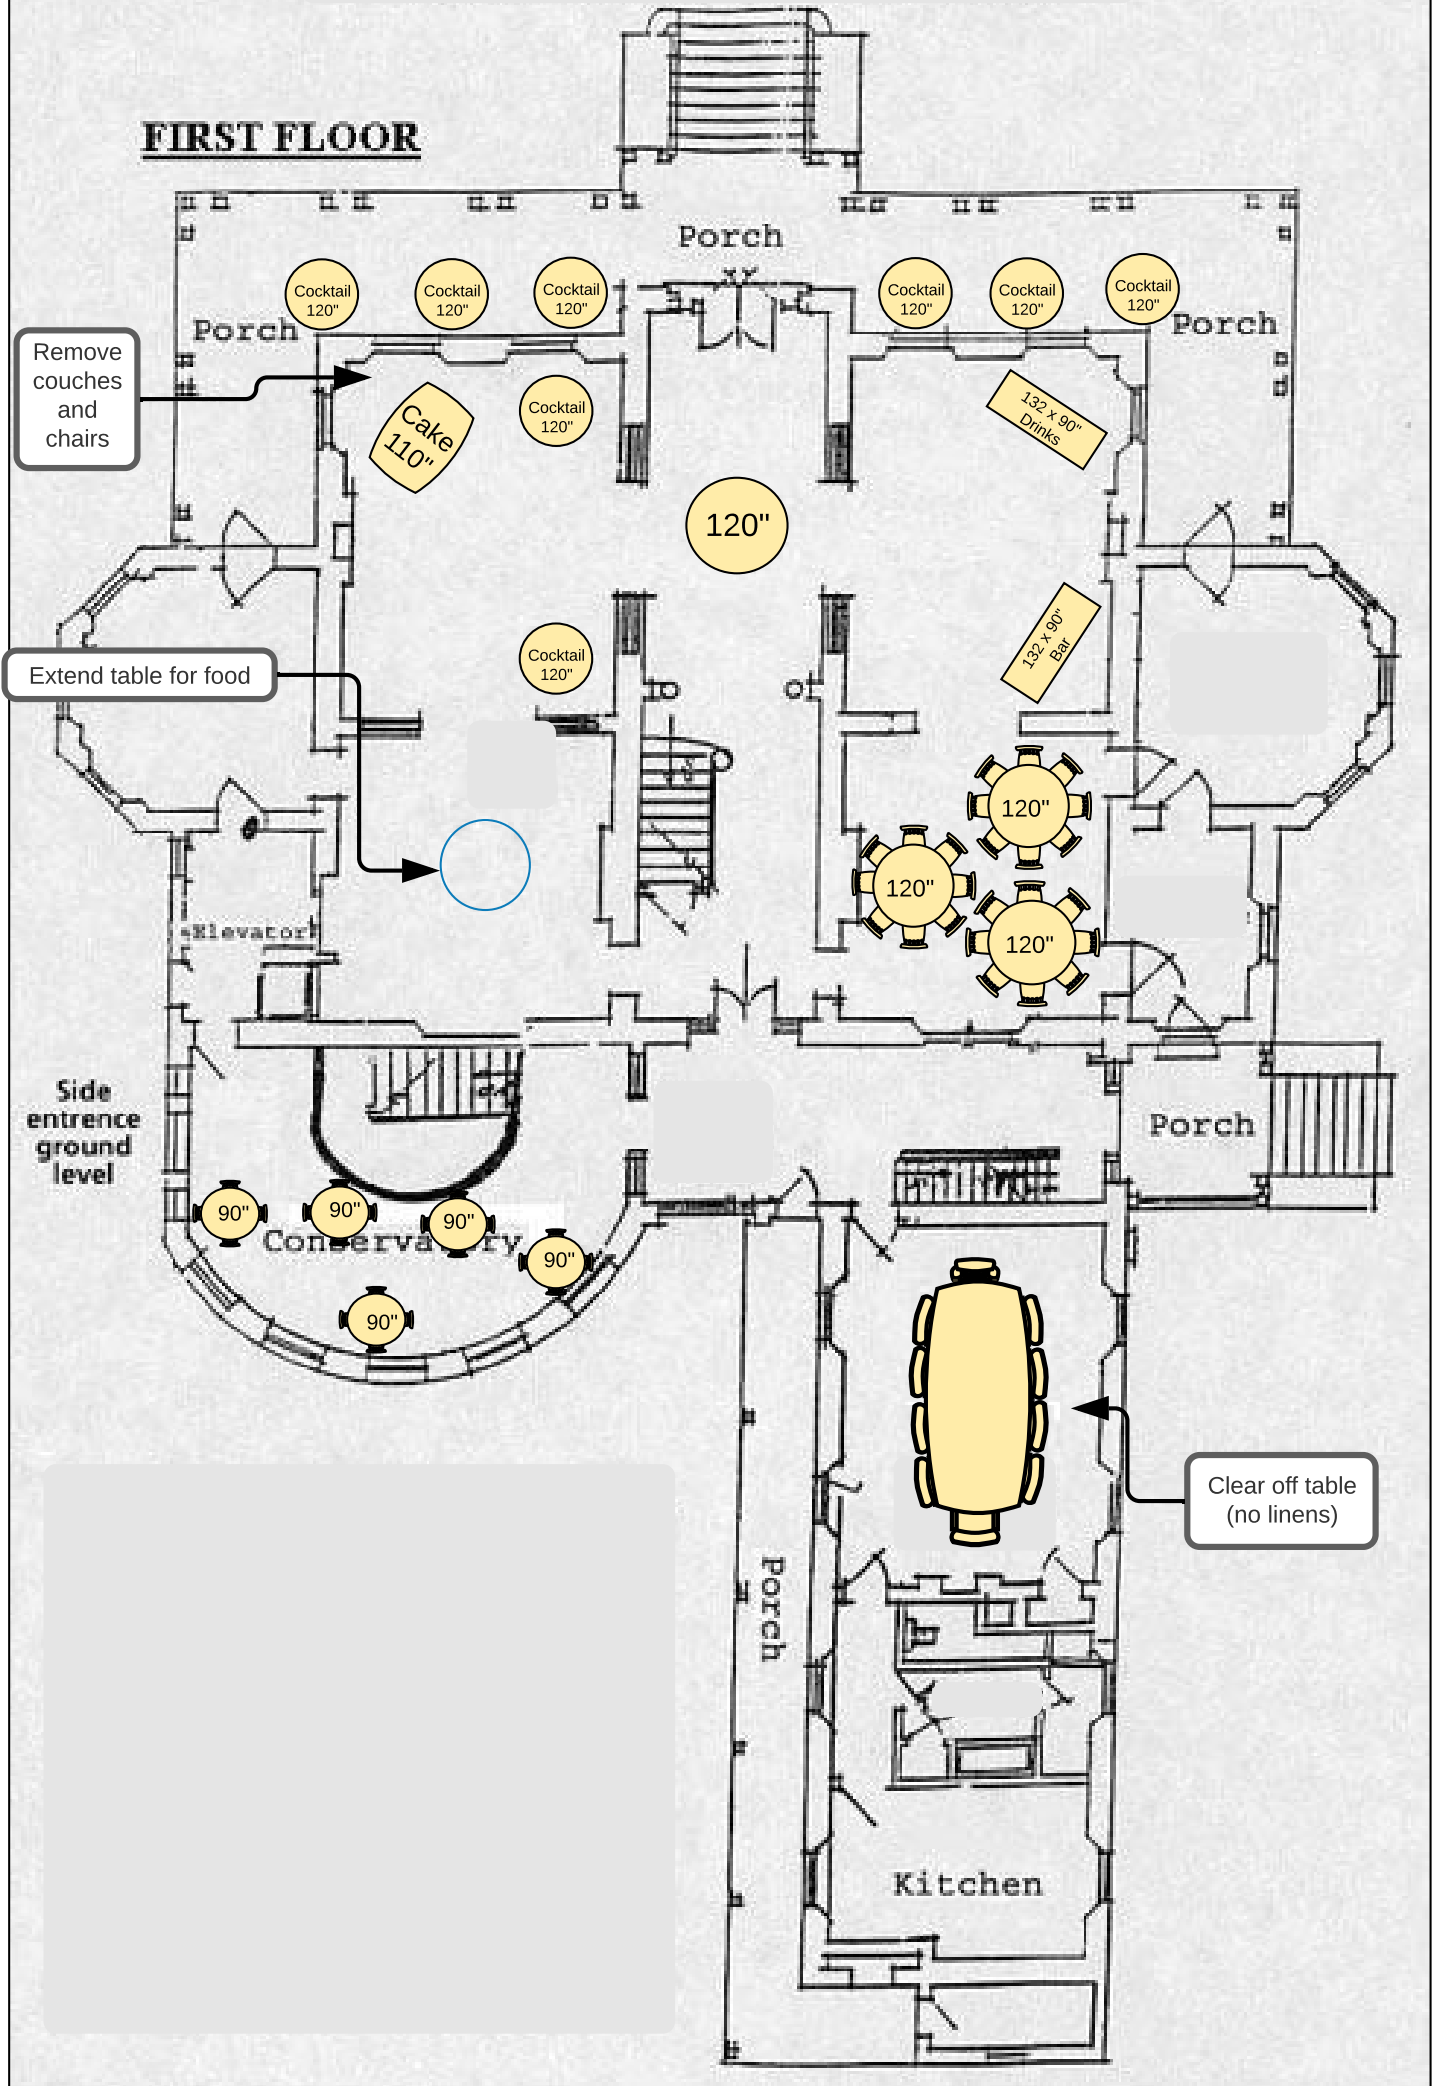 FIRST FLOOR
Porch
Cocktail
120"
Cocktail
120"
Cocktail
120"
Cocktail
120"
Cocktail
120"
Cocktail
120"
Porch
Porch
Remove
couches
and
chairs
Cake
110"
Cocktail
120"
132 x 90"
Drinks
120"
132 x 90"
Bar
Cocktail
120"
Extend table for food
120"
120"
120"
Elevator
Side
entrence
ground
level
Porch
90"
90"
90"
90"
90"
Conservatory
Clear off table
(no linens)
Porch
Kitchen